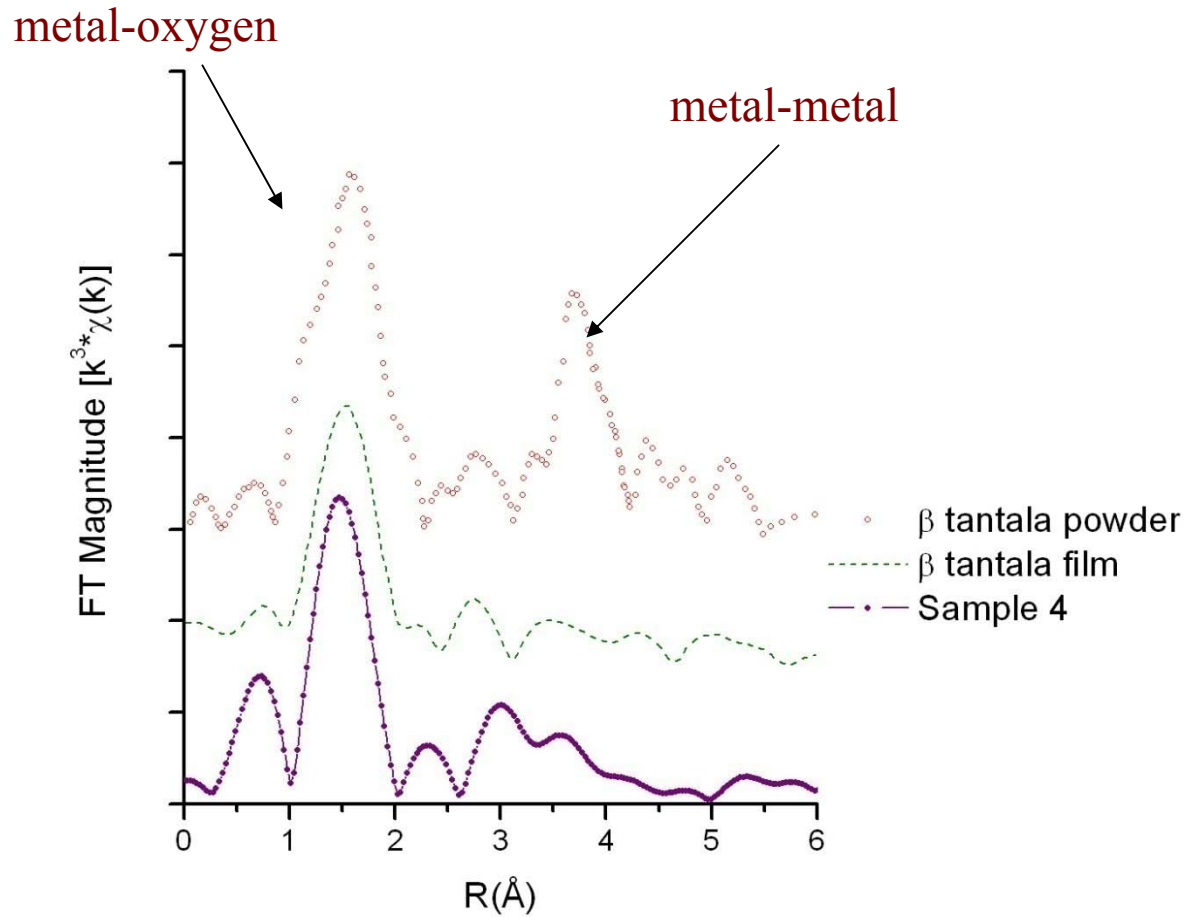 metal-oxygen
metal-metal
FT Magnitude [k³*χ(k)]
β tantala powder
β tantala film
Sample 4
0 1 2 3 4 5 6
R(Å)